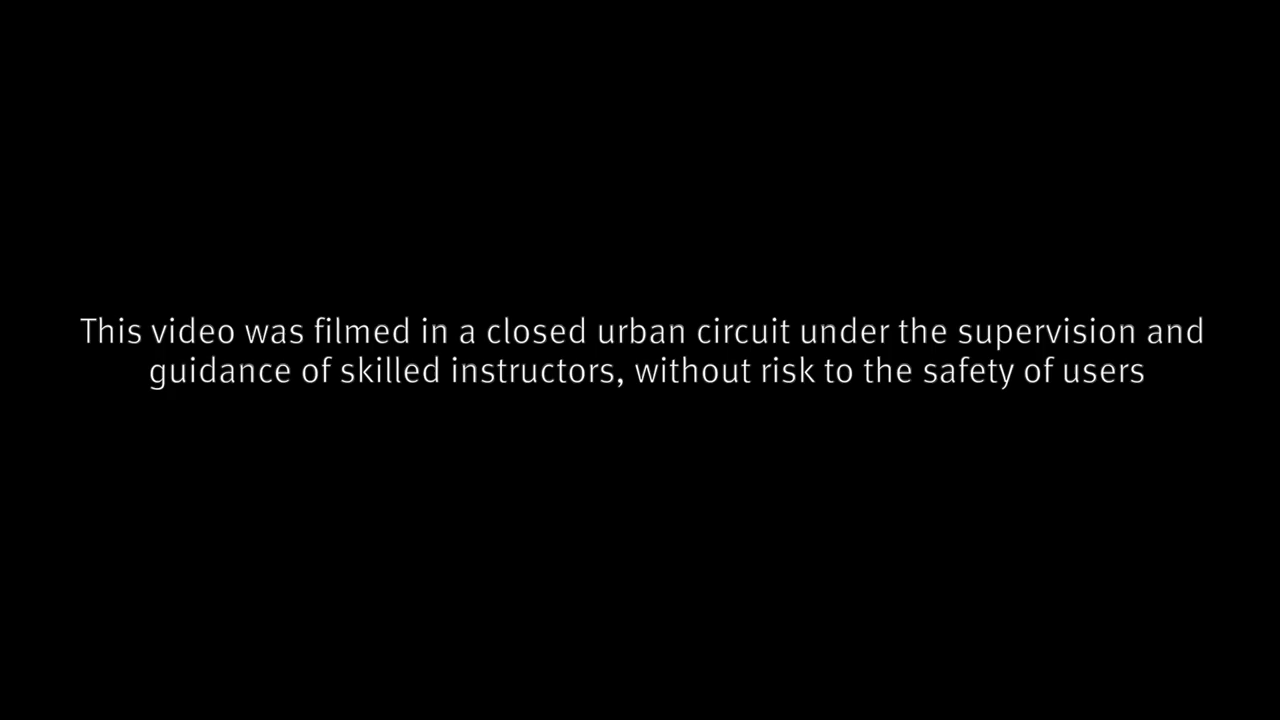 This video was filmed in a closed urban circuit under the supervision and
guidance of skilled instructors, without risk to the safety of users